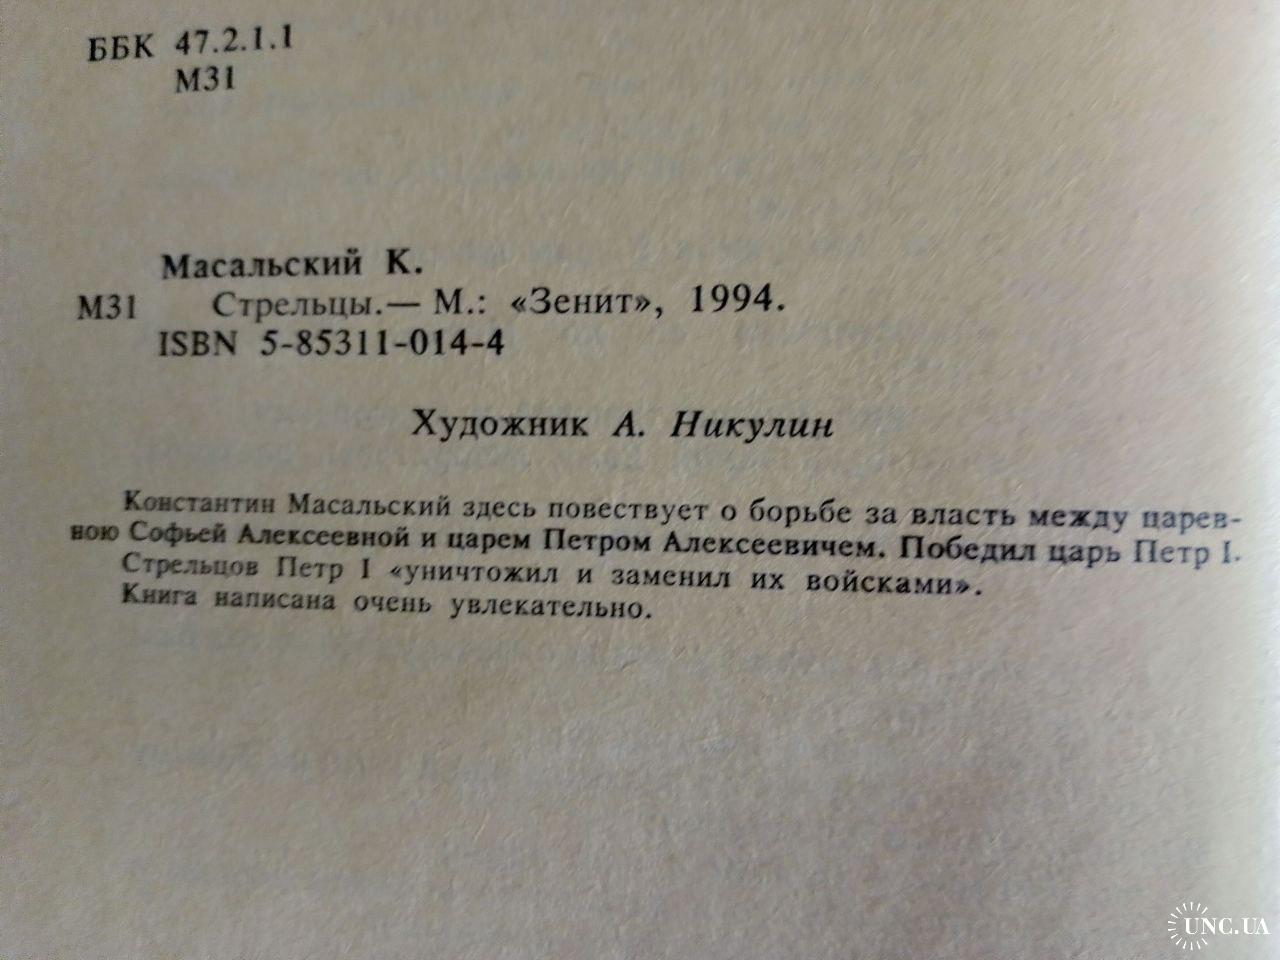 ББК 47.2.1.1
М31
Масальский К.
М31 Стрельцы.— М.: «Зенит», 1994.
ISBN 5-85311-014-4
Художник А. Никулин
Константин Масальский здесь повествует о борьбе за власть между царев-
ною Софьей Алексеевной и царем Петром Алексеевичем. Победил царь Петр I.
Стрельцов Петр I «уничтожил и заменил их войсками».
Книга написана очень увлекательно.
UNC.UA